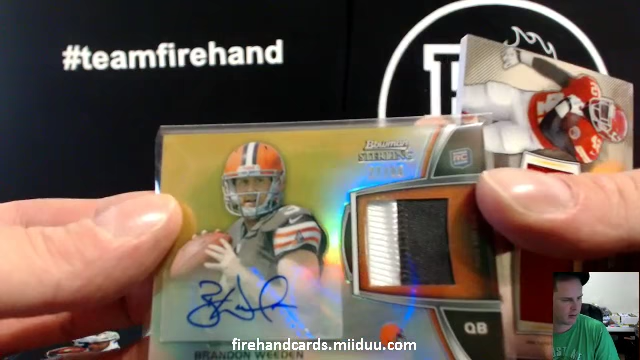 #teamfirehand
Bowman
STERLING
RC
QB
BRANDON WEEDEN
firehandcards.miiduu.com